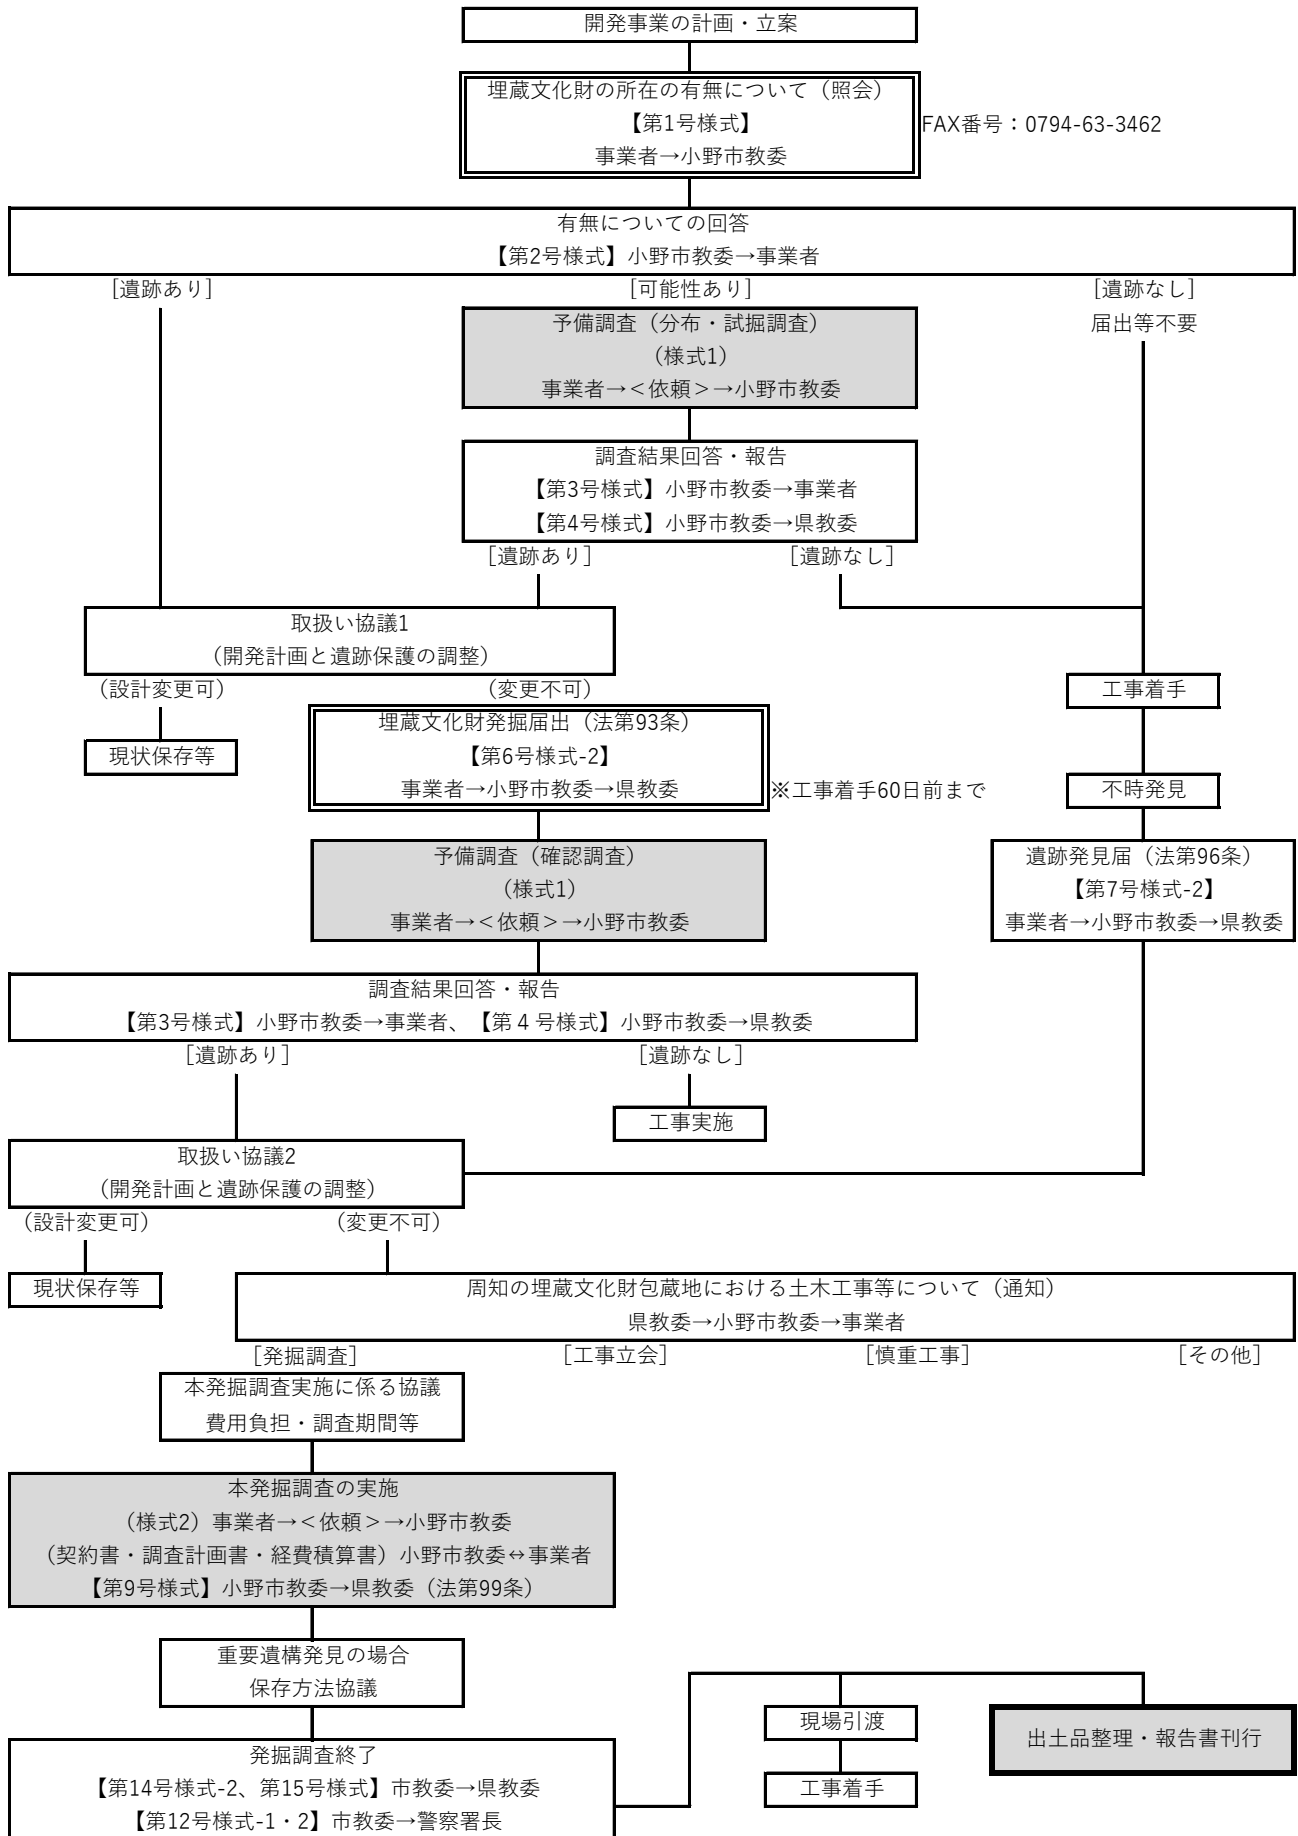 開発事業の計画・立案
埋蔵文化財の所在の有無について（照会）
【第1号様式】
事業者→小野市教委
FAX番号：0794-63-3462
有無についての回答
【第2号様式】小野市教委→事業者
［遺跡あり］
［可能性あり］
［遺跡なし］
届出等不要
予備調査（分布・試掘調査）
（様式1）
事業者→＜依頼＞→小野市教委
調査結果回答・報告
【第3号様式】小野市教委→事業者
【第4号様式】小野市教委→県教委
［遺跡あり］
［遺跡なし］
取扱い協議1
（開発計画と遺跡保護の調整）
（設計変更可）
（変更不可）
現状保存等
埋蔵文化財発掘届出（法第93条）
【第6号様式-2】
事業者→小野市教委→県教委
※工事着手60日前まで
工事着手
不時発見
遺跡発見届（法第96条）
【第7号様式-2】
事業者→小野市教委→県教委
予備調査（確認調査）
（様式1）
事業者→＜依頼＞→小野市教委
調査結果回答・報告
【第3号様式】小野市教委→事業者、【第４号様式】小野市教委→県教委
［遺跡あり］
［遺跡なし］
工事実施
取扱い協議2
（開発計画と遺跡保護の調整）
（設計変更可）
（変更不可）
現状保存等
周知の埋蔵文化財包蔵地における土木工事等について（通知）
県教委→小野市教委→事業者
［発掘調査］
［工事立会］
［慎重工事］
［その他］
本発掘調査実施に係る協議
費用負担・調査期間等
本発掘調査の実施
（様式2）事業者→＜依頼＞→小野市教委
（契約書・調査計画書・経費積算書）小野市教委↔事業者
【第9号様式】小野市教委→県教委（法第99条）
重要遺構発見の場合
保存方法協議
発掘調査終了
【第14号様式-2、第15号様式】市教委→県教委
【第12号様式-1・2】市教委→警察署長
現場引渡
工事着手
出土品整理・報告書刊行